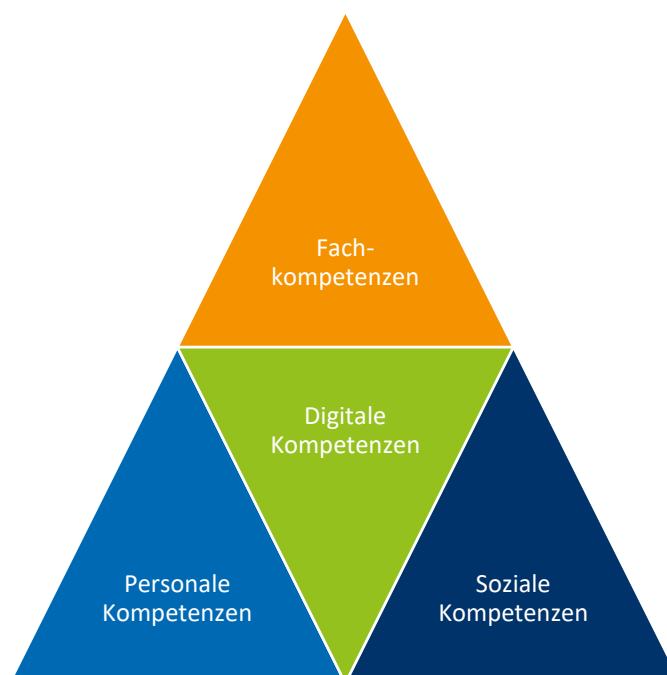 Fach-
kompetenzen
Digitale
Kompetenzen
Personale
Kompetenzen
Soziale
Kompetenzen